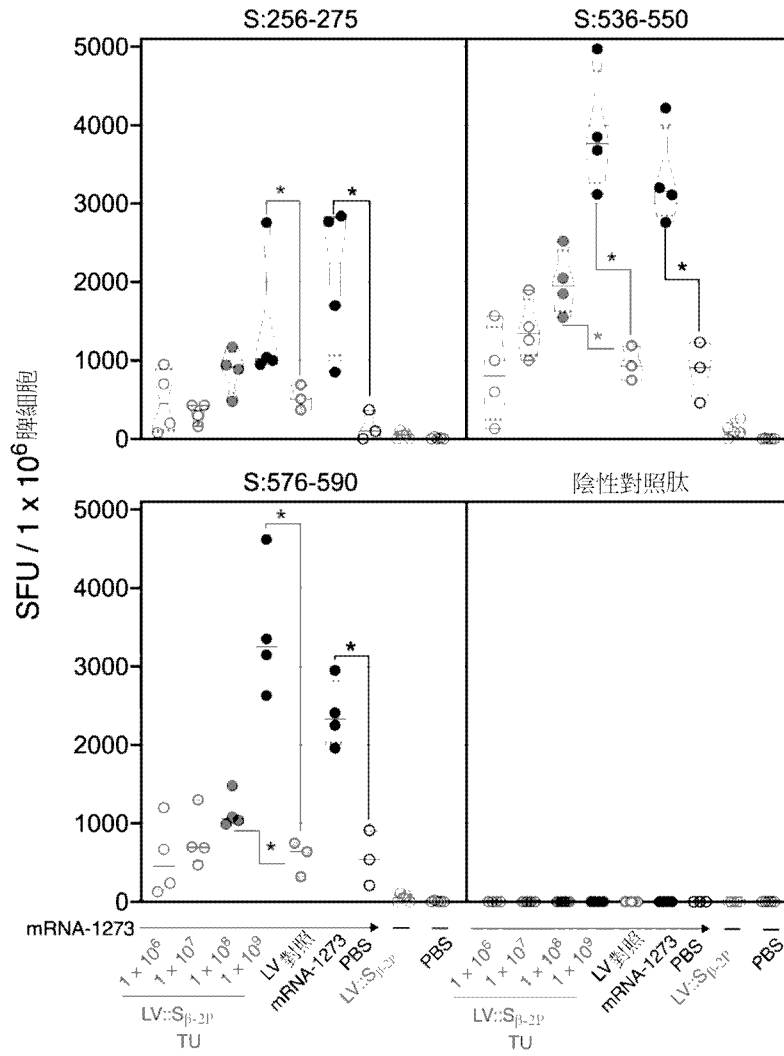 S:256-275
S:536-550
5000
4000
3000
2000
1000
0
*
*
*
*
*
SFU / 1 x 10⁶脾細胞
S:576-590
陰性對照肽
5000
4000
3000
2000
1000
0
*
*
*
mRNA-1273
1 × 10⁶
1 × 10⁷
1 × 10⁸
1 × 10⁹
LV 對照
mRNA-1273
PBS
LV::Sβ-2P
PBS
1 × 10⁶
1 × 10⁷
1 × 10⁸
1 × 10⁹
LV 對照
mRNA-1273
PBS
LV::Sβ-2P
PBS
LV::Sβ-2P
TU
LV::Sβ-2P
TU